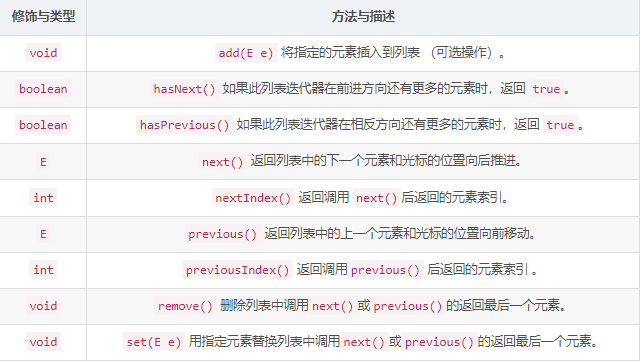 修饰与类型 方法与描述
void add(E e) 将指定的元素插入到列表 （可选操作）。
boolean hasNext() 如果此列表迭代器在前进方向还有更多的元素时，返回 true。
boolean hasPrevious() 如果此列表迭代器在相反方向还有更多的元素时，返回 true。
E next() 返回列表中的下一个元素和光标的位置向后推进。
int nextIndex() 返回调用 next() 后返回的元素索引。
E previous() 返回列表中的上一个元素和光标的位置向前移动。
int previousIndex() 返回调用 previous() 后返回的元素索引 。
void remove() 删除列表中调用 next() 或 previous() 的返回最后一个元素。
void set(E e) 用指定元素替换列表中调用 next() 或 previous() 的返回最后一个元素。